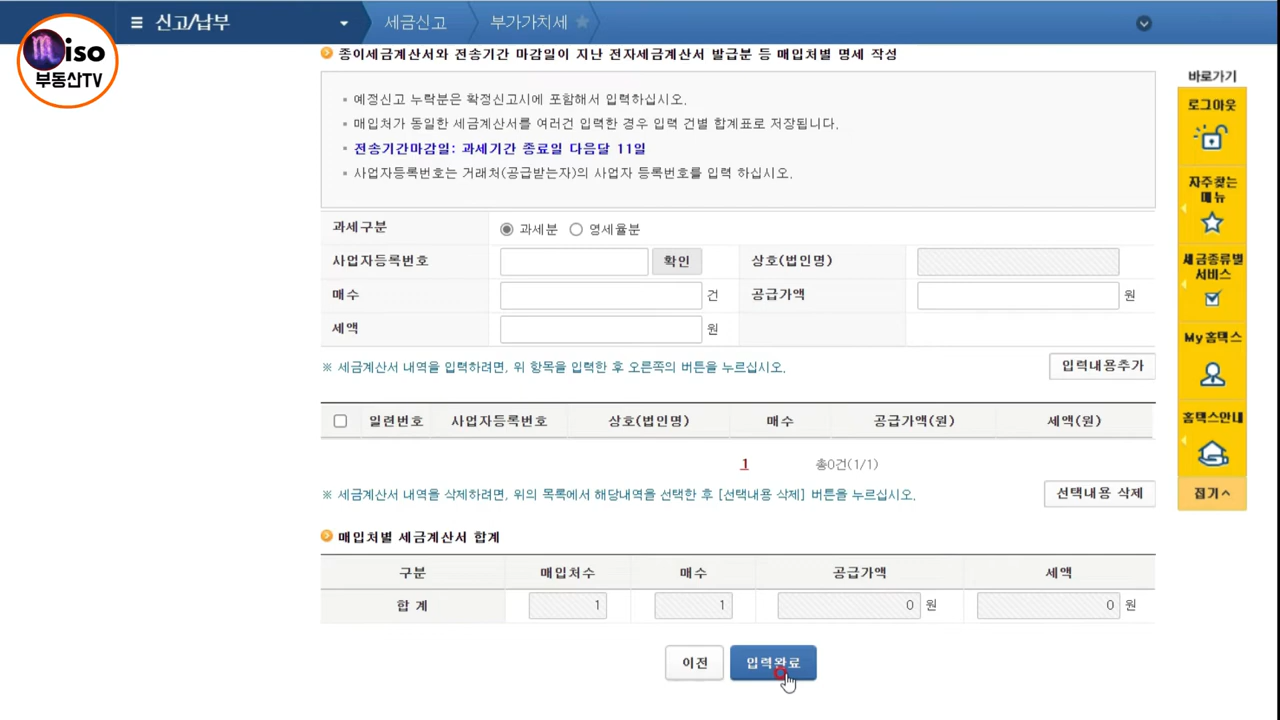 신고/납부
세금신고
부가가치세
miso
부동산TV
종이세금계산서와 전송기간 마감일이 지난 전자세금계산서 발급분 등 매입처별 명세 작성
예정신고 누락분은 확정신고시에 포함해서 입력하십시오.
매입처가 동일한 세금계산서를 여러건 입력한 경우 입력 건별 합계표로 저장됩니다.
전송기간마감일: 과세기간 종료일 다음달 11일
사업자등록번호는 거래처(공급받는자)의 사업자 등록번호를 입력 하십시오.
과세구분 과세분 영세율분
사업자등록번호 확인 상호(법인명)
매수 건 공급가액 원
세액 원
※ 세금계산서 내역을 입력하려면, 위 항목을 입력한 후 오른쪽의 버튼을 누르십시오. 입력내용추가
일련번호 사업자등록번호 상호(법인명) 매수 공급가액(원) 세액(원)
1 총0건(1/1)
※ 세금계산서 내역을 삭제하려면, 위의 목록에서 해당내역을 선택한 후 [선택내용 삭제] 버튼을 누르십시오. 선택내용 삭제
매입처별 세금계산서 합계
구분 매입처수 매수 공급가액 세액
합 계 1 1 0 원 0 원
이전 입력완료
바로가기
로그아웃
자주찾는
메뉴
세금종류별
서비스
My홈택스
홈택스안내
접기